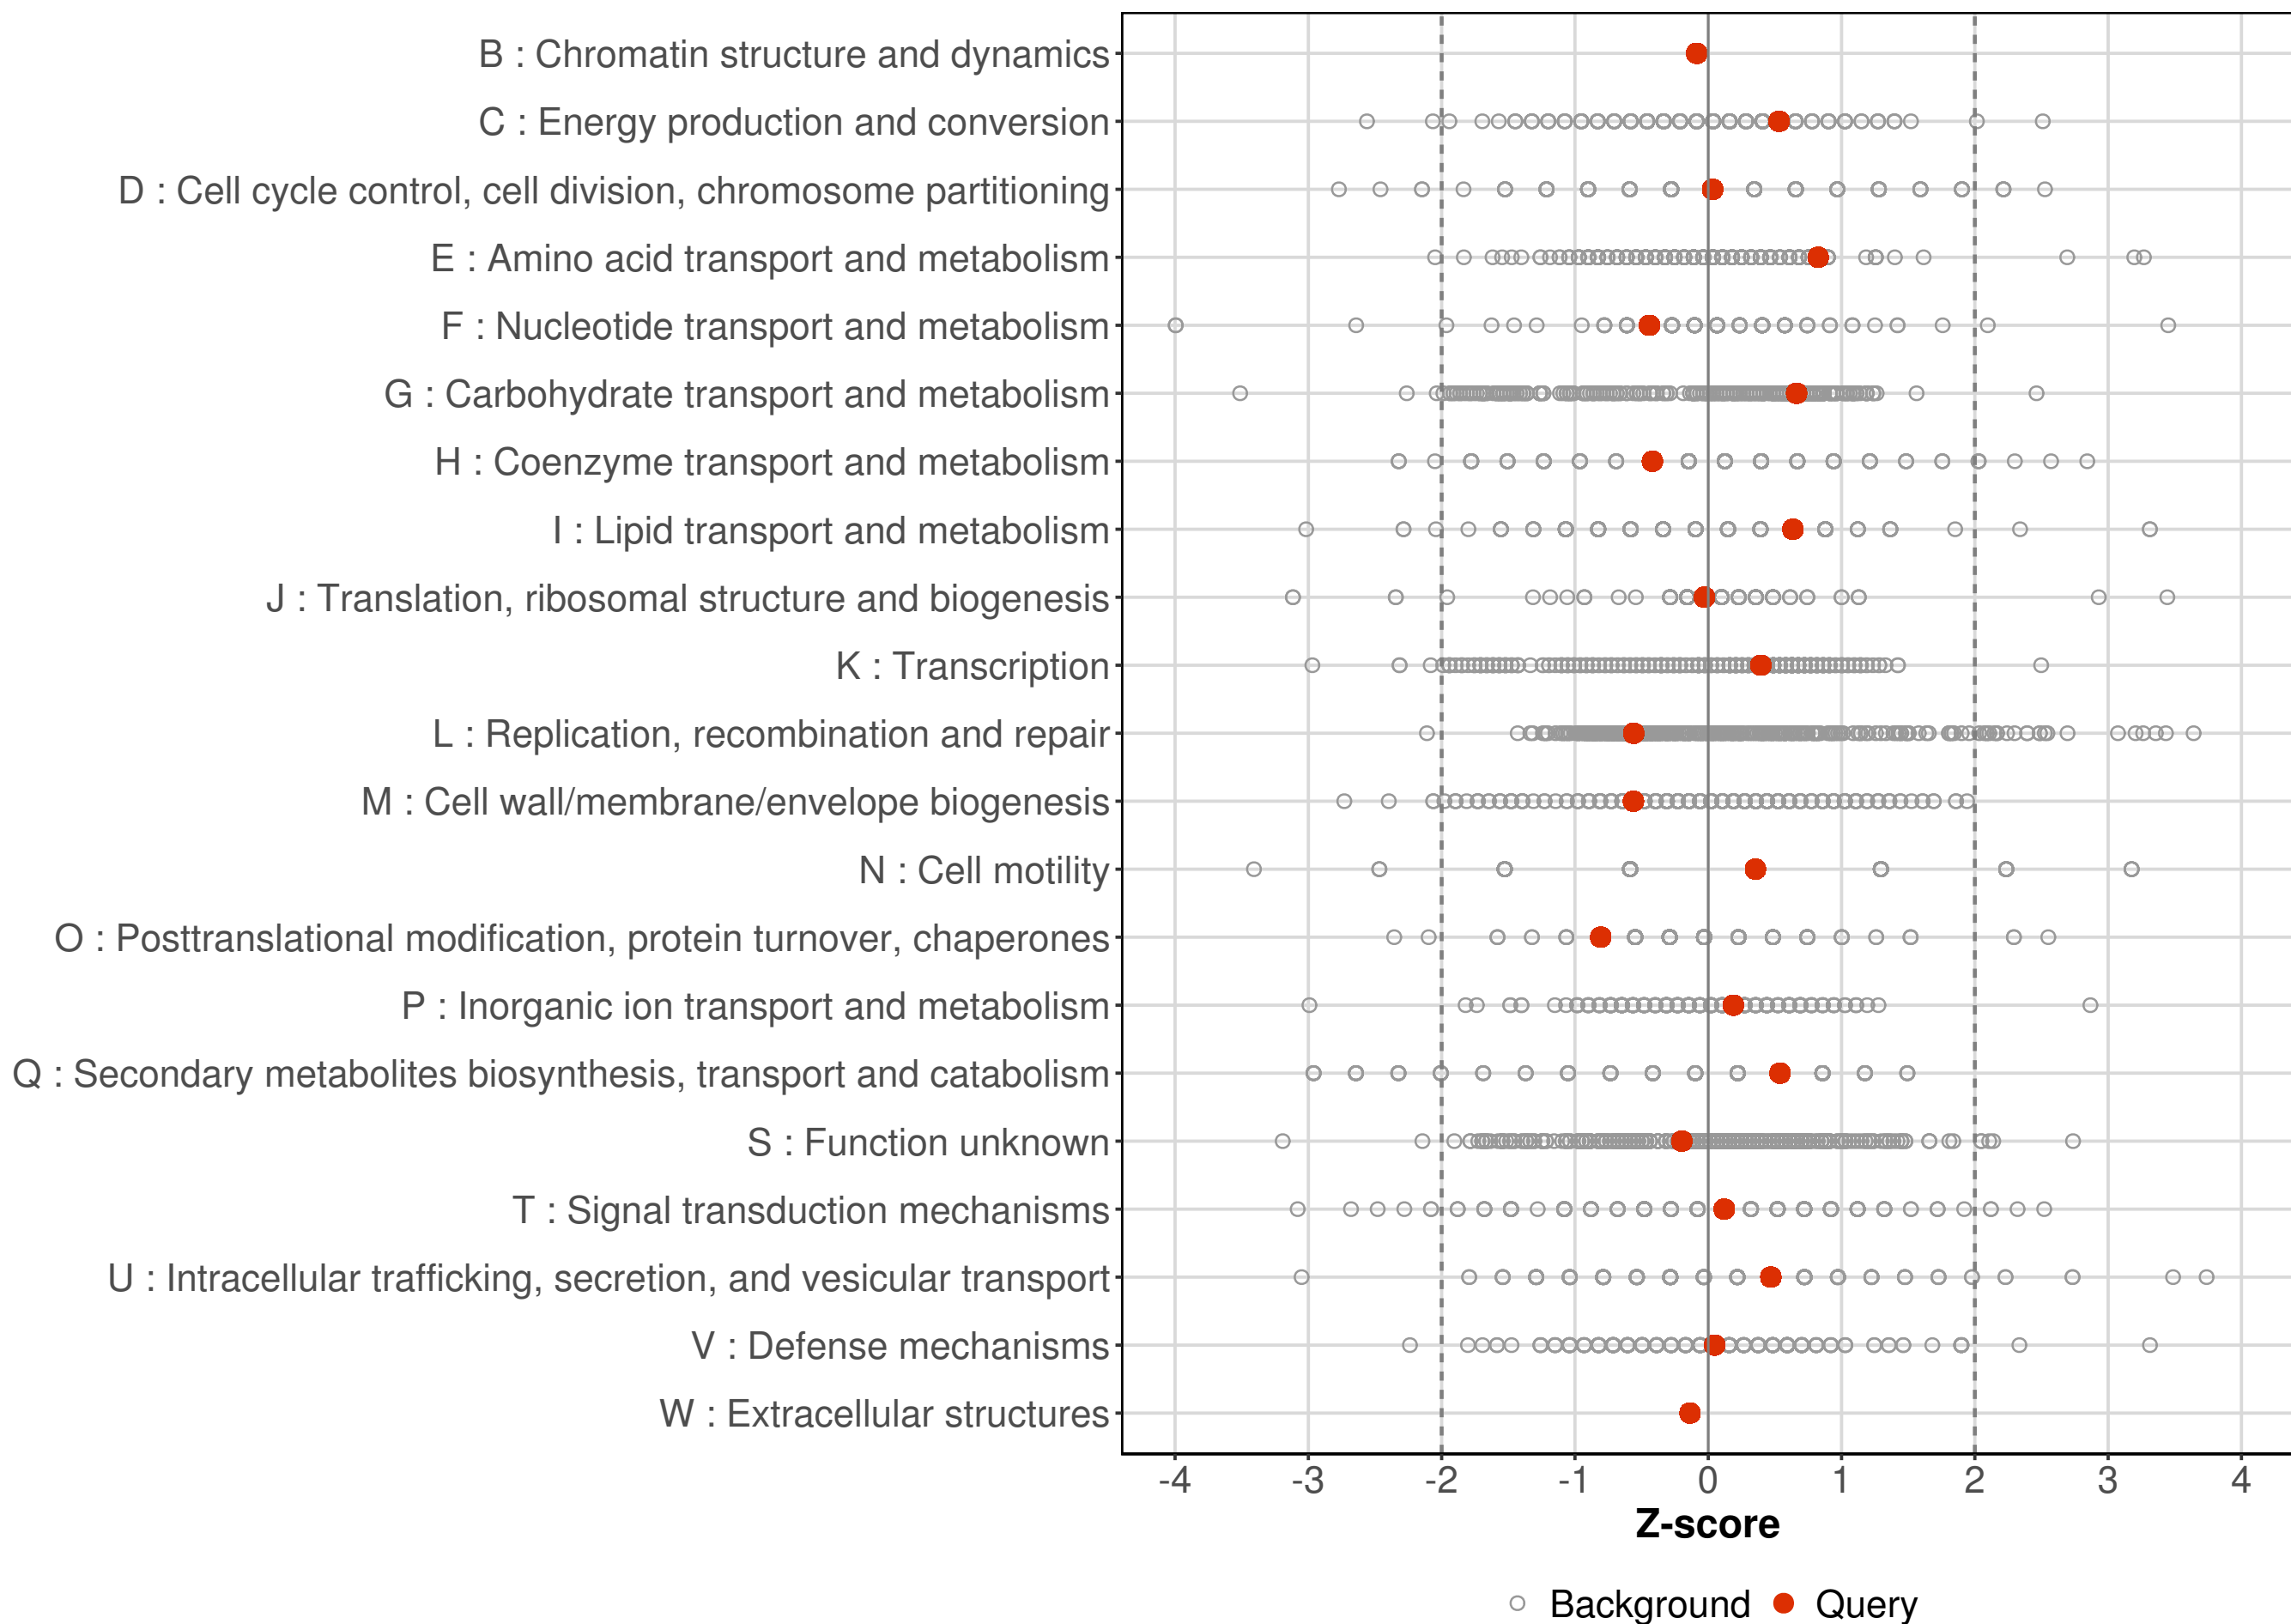 B : Chromatin structure and dynamics
C : Energy production and conversion
D : Cell cycle control, cell division, chromosome partitioning
E : Amino acid transport and metabolism
F : Nucleotide transport and metabolism
G : Carbohydrate transport and metabolism
H : Coenzyme transport and metabolism
I : Lipid transport and metabolism
J : Translation, ribosomal structure and biogenesis
K : Transcription
L : Replication, recombination and repair
M : Cell wall/membrane/envelope biogenesis
N : Cell motility
O : Posttranslational modification, protein turnover, chaperones
P : Inorganic ion transport and metabolism
Q : Secondary metabolites biosynthesis, transport and catabolism
S : Function unknown
T : Signal transduction mechanisms
U : Intracellular trafficking, secretion, and vesicular transport
V : Defense mechanisms
W : Extracellular structures
-4 -3 -2 -1 0 1 2 3 4
Z-score
Background Query